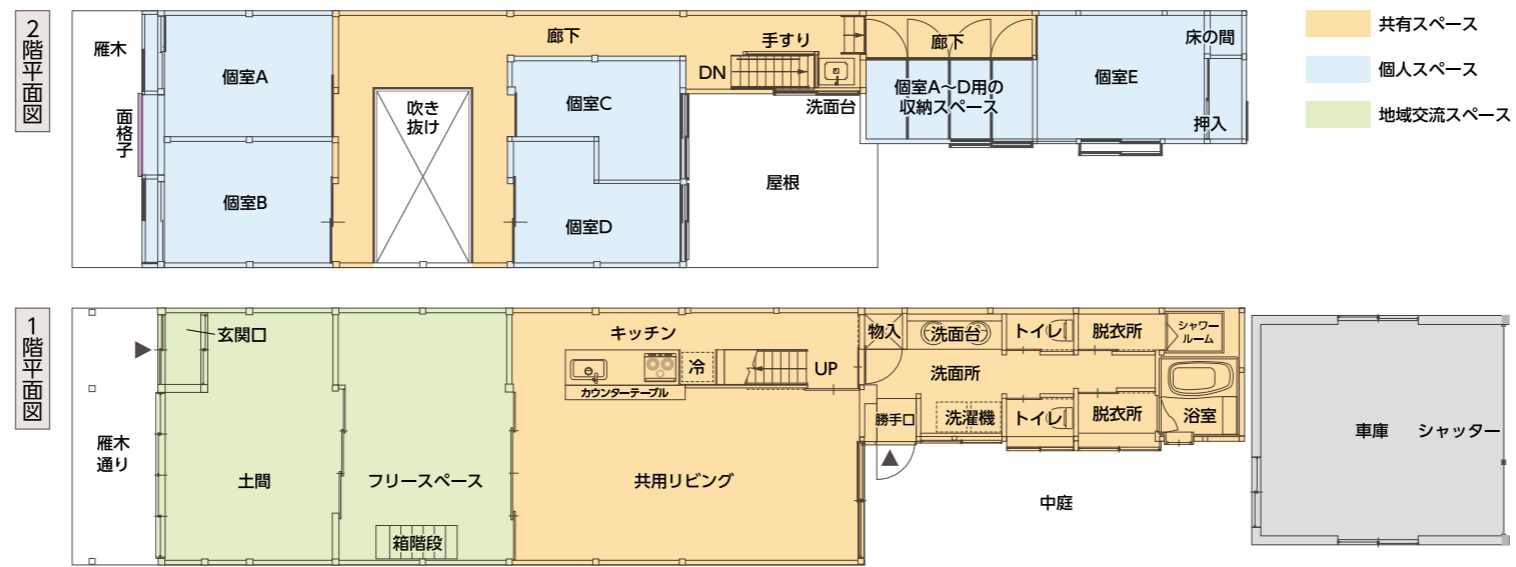 2階平面図
雁木
面格子
個室A
個室B
廊下
吹き
抜け
個室C
個室D
手すり
DN
洗面台
屋根
廊下
個室A〜D用の
収納スペース
個室E
床の間
押入
共有スペース
個人スペース
地域交流スペース
1階平面図
玄関口
雁木
通り
土間
フリースペース
箱階段
キッチン
冷
UP
カウンターテーブル
共用リビング
物入
洗面台
トイレ
脱衣所
シャワー
ルーム
洗面所
勝手口
洗濯機
トイレ
脱衣所
浴室
中庭
車庫
シャッター